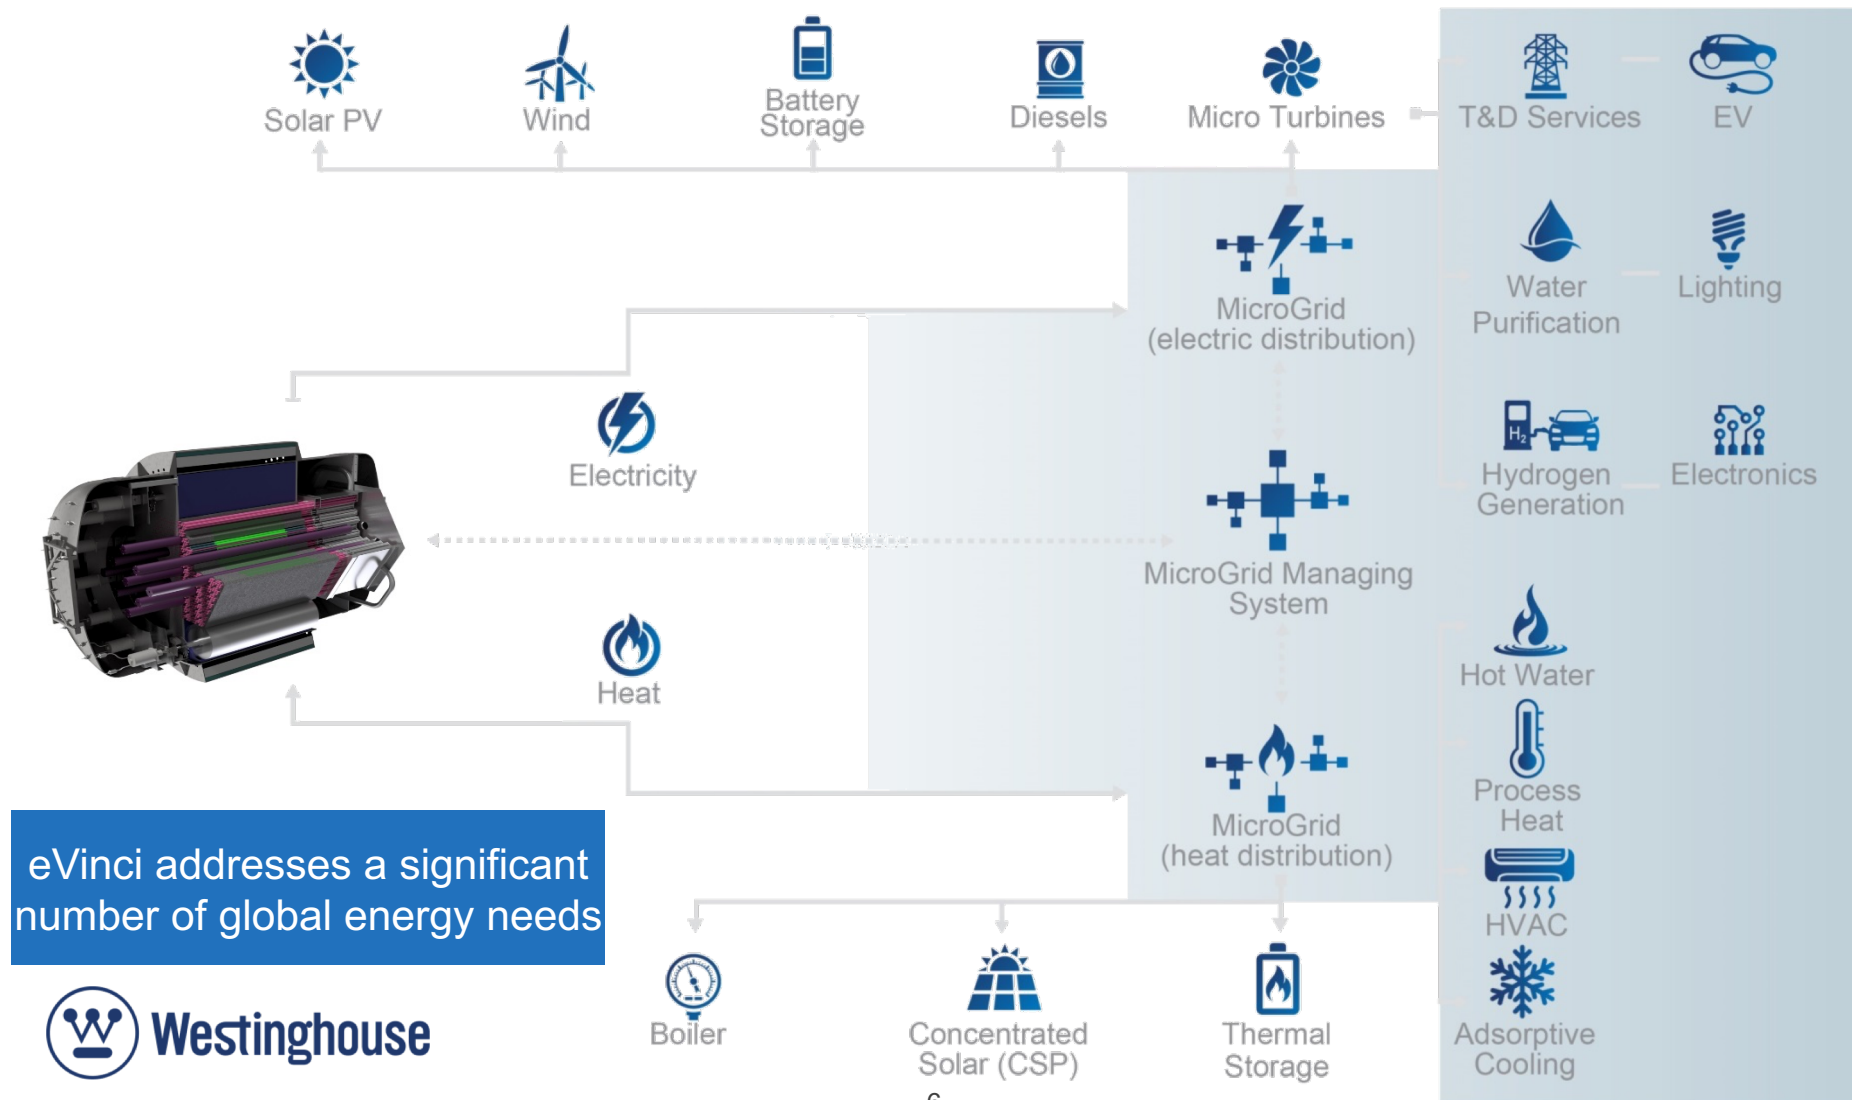 Solar PV
Wind
Battery
Storage
Diesels
Micro Turbines
T&D Services
EV
MicroGrid
(electric distribution)
Water
Purification
Lighting
Electricity
H2
Hydrogen
Generation
Electronics
MicroGrid Managing
System
Heat
Hot Water
Process
Heat
MicroGrid
(heat distribution)
HVAC
eVinci addresses a significant
number of global energy needs
Boiler
Concentrated
Solar (CSP)
Thermal
Storage
Adsorptive
Cooling
W Westinghouse
6